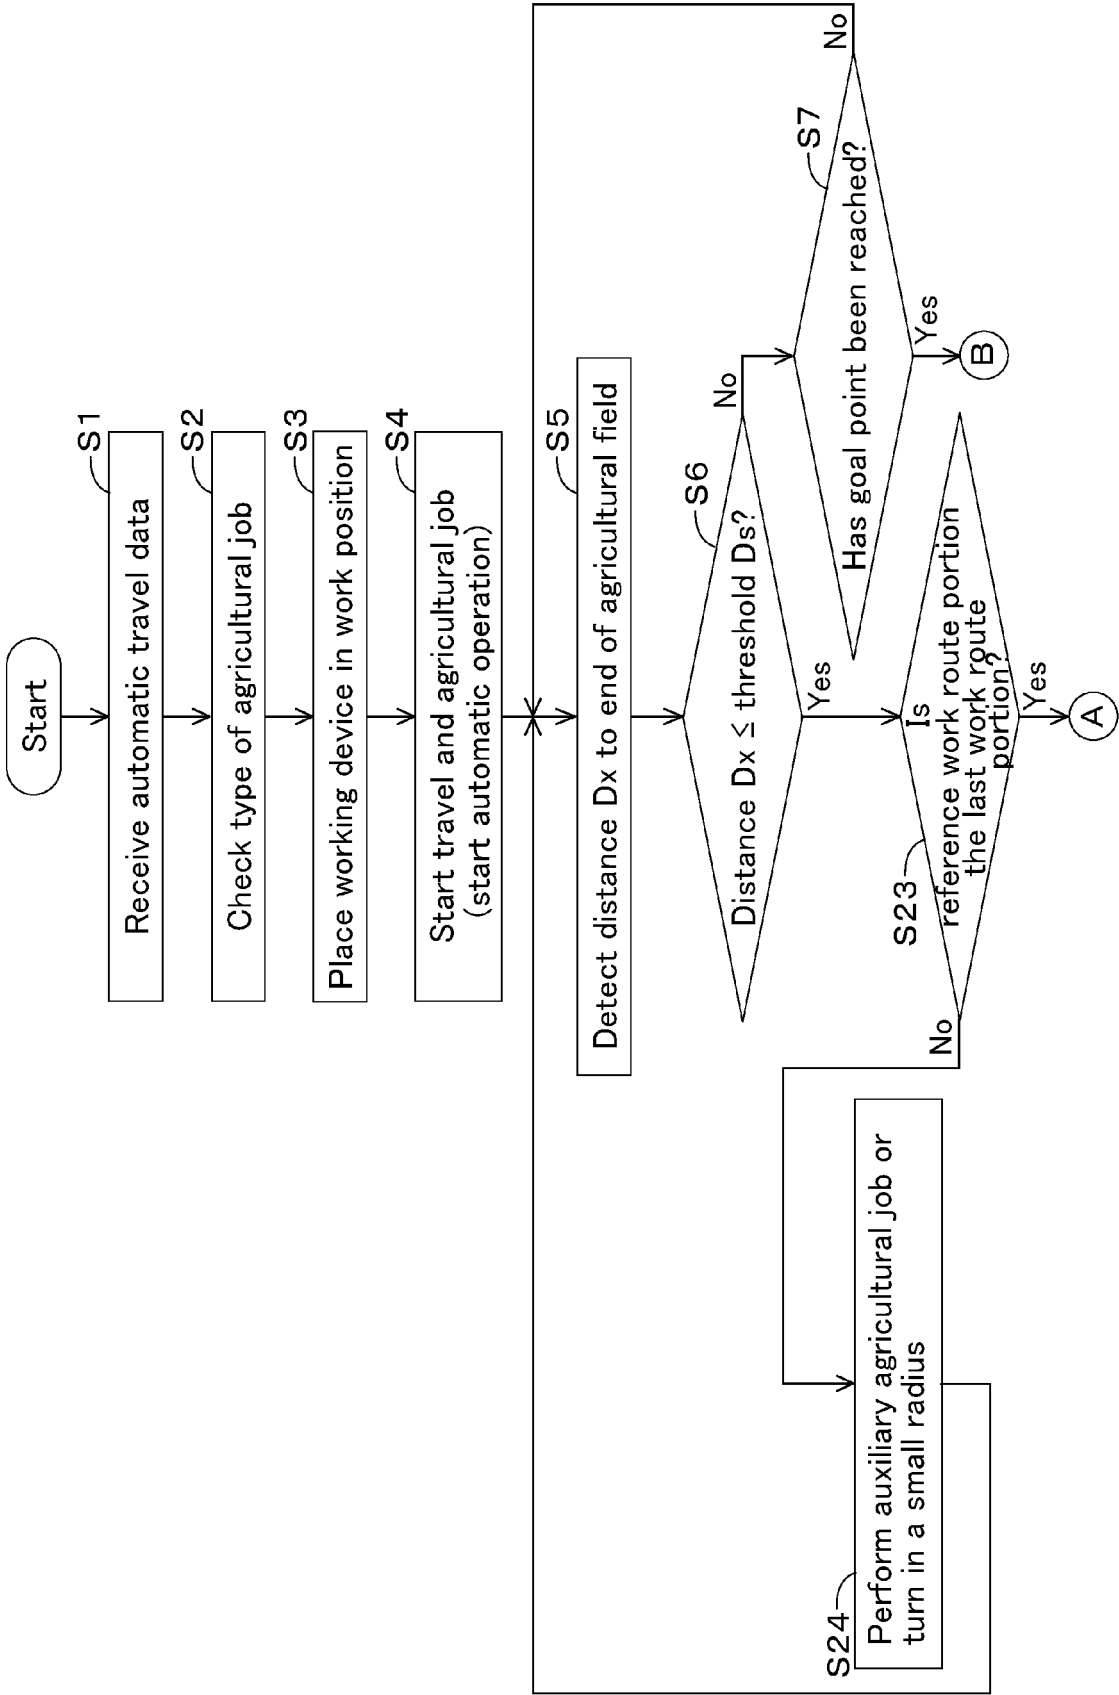 Start
S1
Receive automatic travel data
S2
Check type of agricultural job
S3
Place working device in work position
S4
Start travel and agricultural job
(start automatic operation)
S5
Detect distance Dx to end of agricultural field
S6
Distance Dx ≤ threshold Ds?
No
Yes
S7
Has goal point been reached?
No
Yes
B
S23
Is
reference work route portion
the last work route
portion?
No
Yes
A
S24
Perform auxiliary agricultural job or
turn in a small radius